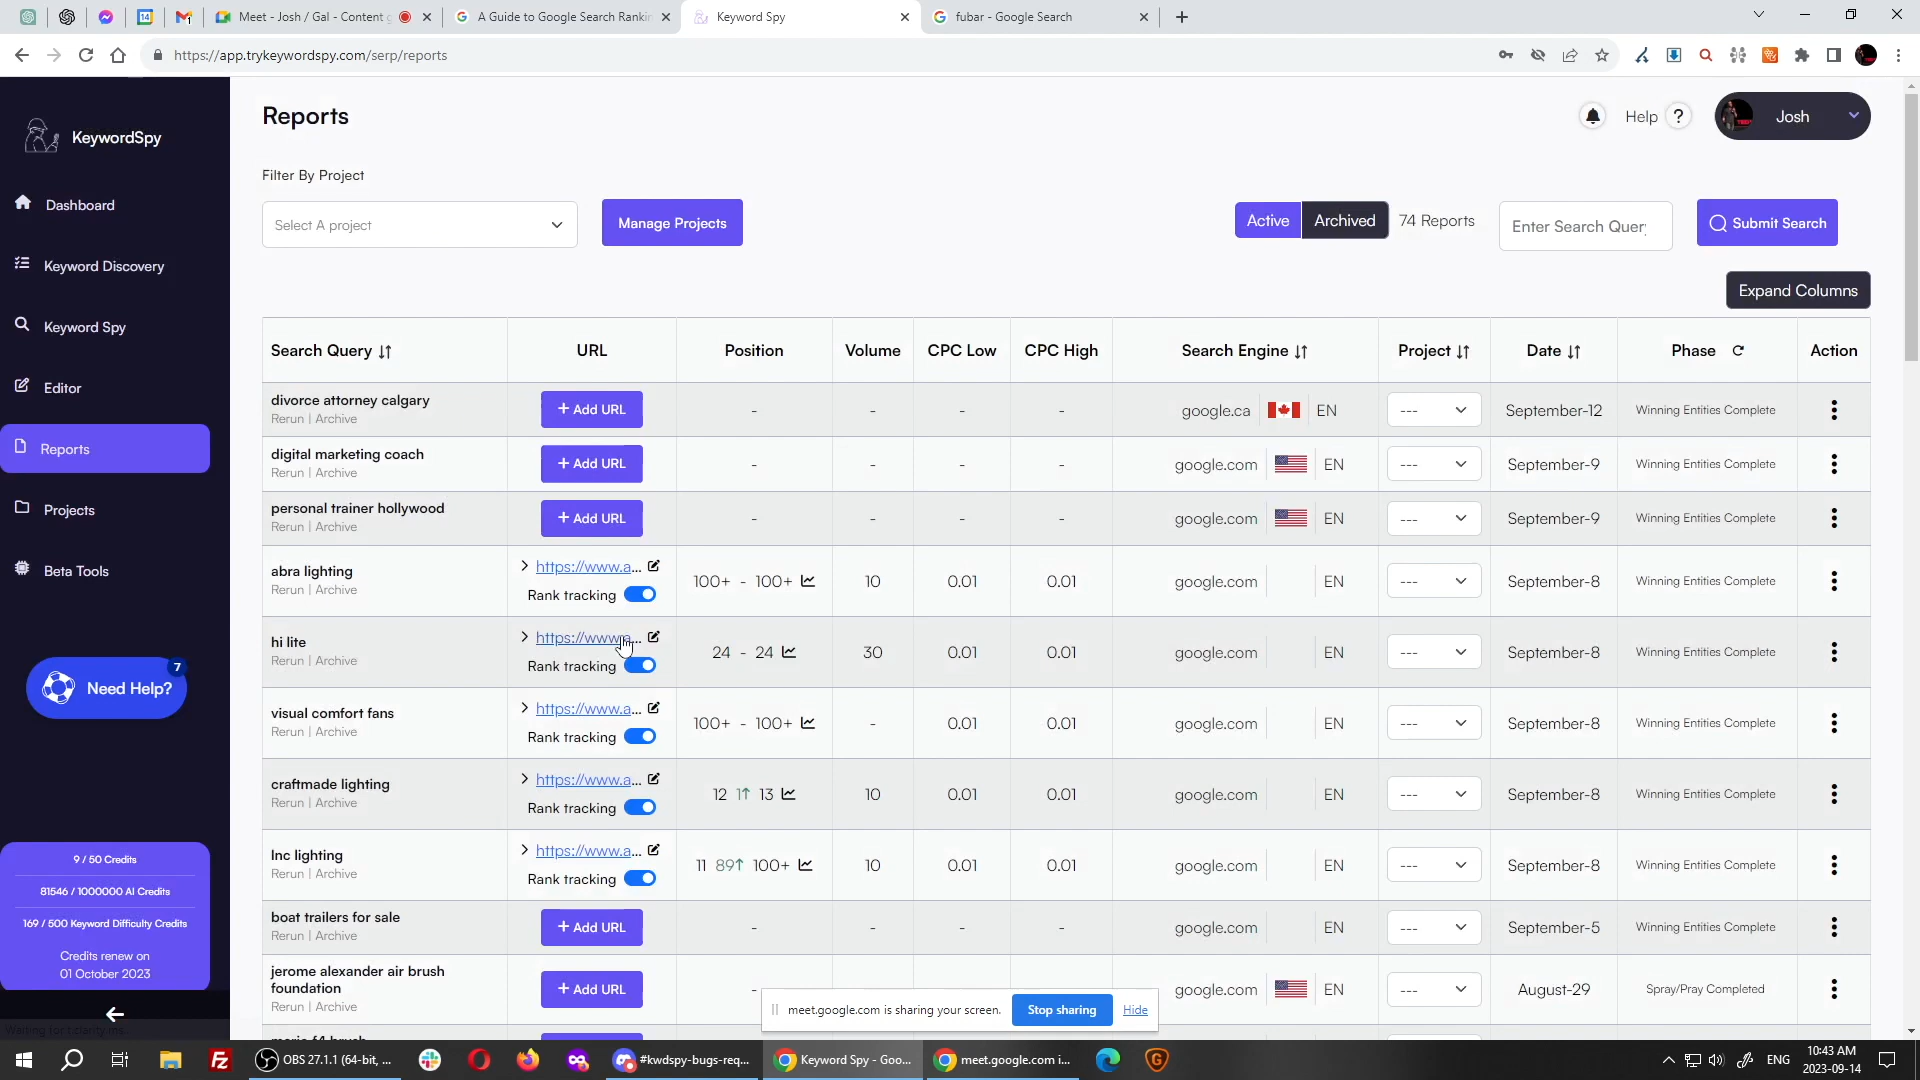 Meet - Josh / Gal - Content
A Guide to Google Search Rankin
Keyword Spy
fubar - Google Search
https://app.trykeywordspy.com/serp/reports
KeywordSpy
Dashboard
Keyword Discovery
Keyword Spy
Editor
Reports
Projects
Beta Tools
Need Help?
7
9 / 50 Credits
81546 / 1000000 AI Credits
169 / 500 Keyword Difficulty Credits
Credits renew on
01 October 2023
Reports
Help ?
Josh
Filter By Project
Select A project
Manage Projects
Active Archived 74 Reports
Enter Search Quer
Submit Search
Expand Columns
Search Query URL Position Volume CPC Low CPC High Search Engine Project Date Phase Action
divorce attorney calgary
Rerun | Archive
+ Add URL - - - - google.ca EN --- September-12 Winning Entities Complete
digital marketing coach
Rerun | Archive
+ Add URL - - - - google.com EN --- September-9 Winning Entities Complete
personal trainer hollywood
Rerun | Archive
+ Add URL - - - - google.com EN --- September-9 Winning Entities Complete
abra lighting
Rerun | Archive
https://www.a...
Rank tracking
100+ - 100+ 10 0.01 0.01 google.com EN --- September-8 Winning Entities Complete
hi lite
Rerun | Archive
https://www.a...
Rank tracking
24 - 24 30 0.01 0.01 google.com EN --- September-8 Winning Entities Complete
visual comfort fans
Rerun | Archive
https://www.a...
Rank tracking
100+ - 100+ - 0.01 0.01 google.com EN --- September-8 Winning Entities Complete
craftmade lighting
Rerun | Archive
https://www.a...
Rank tracking
12 1↑ 13 10 0.01 0.01 google.com EN --- September-8 Winning Entities Complete
lnc lighting
Rerun | Archive
https://www.a...
Rank tracking
11 89↑ 100+ 10 0.01 0.01 google.com EN --- September-8 Winning Entities Complete
boat trailers for sale
Rerun | Archive
+ Add URL - - - - google.com EN --- September-5 Winning Entities Complete
jerome alexander air brush
foundation
Rerun | Archive
+ Add URL - google.com EN --- August-29 Spray/Pray Completed
meet.google.com is sharing your screen. Stop sharing Hide
OBS 27.1.1 (64-bit, ...
#kwdspy-bugs-req...
Keyword Spy - Goo...
meet.google.com i...
ENG
10:43 AM
2023-09-14